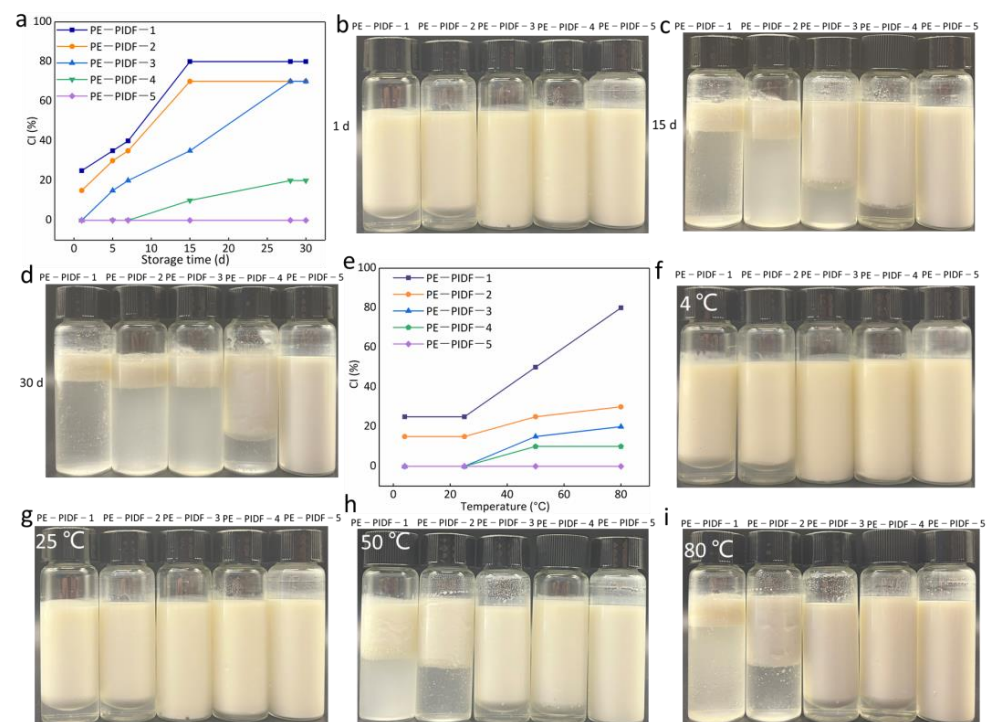 a
100
80
60
40
20
0
CI (%)
PE—PIDF—1
PE—PIDF—2
PE—PIDF—3
PE—PIDF—4
PE—PIDF—5
0 5 10 15 20 25 30
Storage time (d)
b
PE－PIDF－1 PE－PIDF－2 PE－PIDF－3 PE－PIDF－4 PE－PIDF－5
1 d
c
PE－PIDF－1 PE－PIDF－2 PE－PIDF－3 PE－PIDF－4 PE－PIDF－5
15 d
d
PE－PIDF－1 PE－PIDF－2 PE－PIDF－3 PE－PIDF－4 PE－PIDF－5
30 d
e
100
80
60
40
20
0
CI (%)
PE—PIDF—1
PE—PIDF—2
PE—PIDF—3
PE—PIDF—4
PE—PIDF—5
0 20 40 60 80
Temperature (°C)
f
PE－PIDF－1 PE－PIDF－2 PE－PIDF－3 PE－PIDF－4 PE－PIDF－5
4 ℃
g
PE－PIDF－1 PE－PIDF－2 PE－PIDF－3 PE－PIDF－4 PE－PIDF－5
25 ℃
h
PE－PIDF－1 PE－PIDF－2 PE－PIDF－3 PE－PIDF－4 PE－PIDF－5
50 ℃
i
PE－PIDF－1 PE－PIDF－2 PE－PIDF－3 PE－PIDF－4 PE－PIDF－5
80 ℃